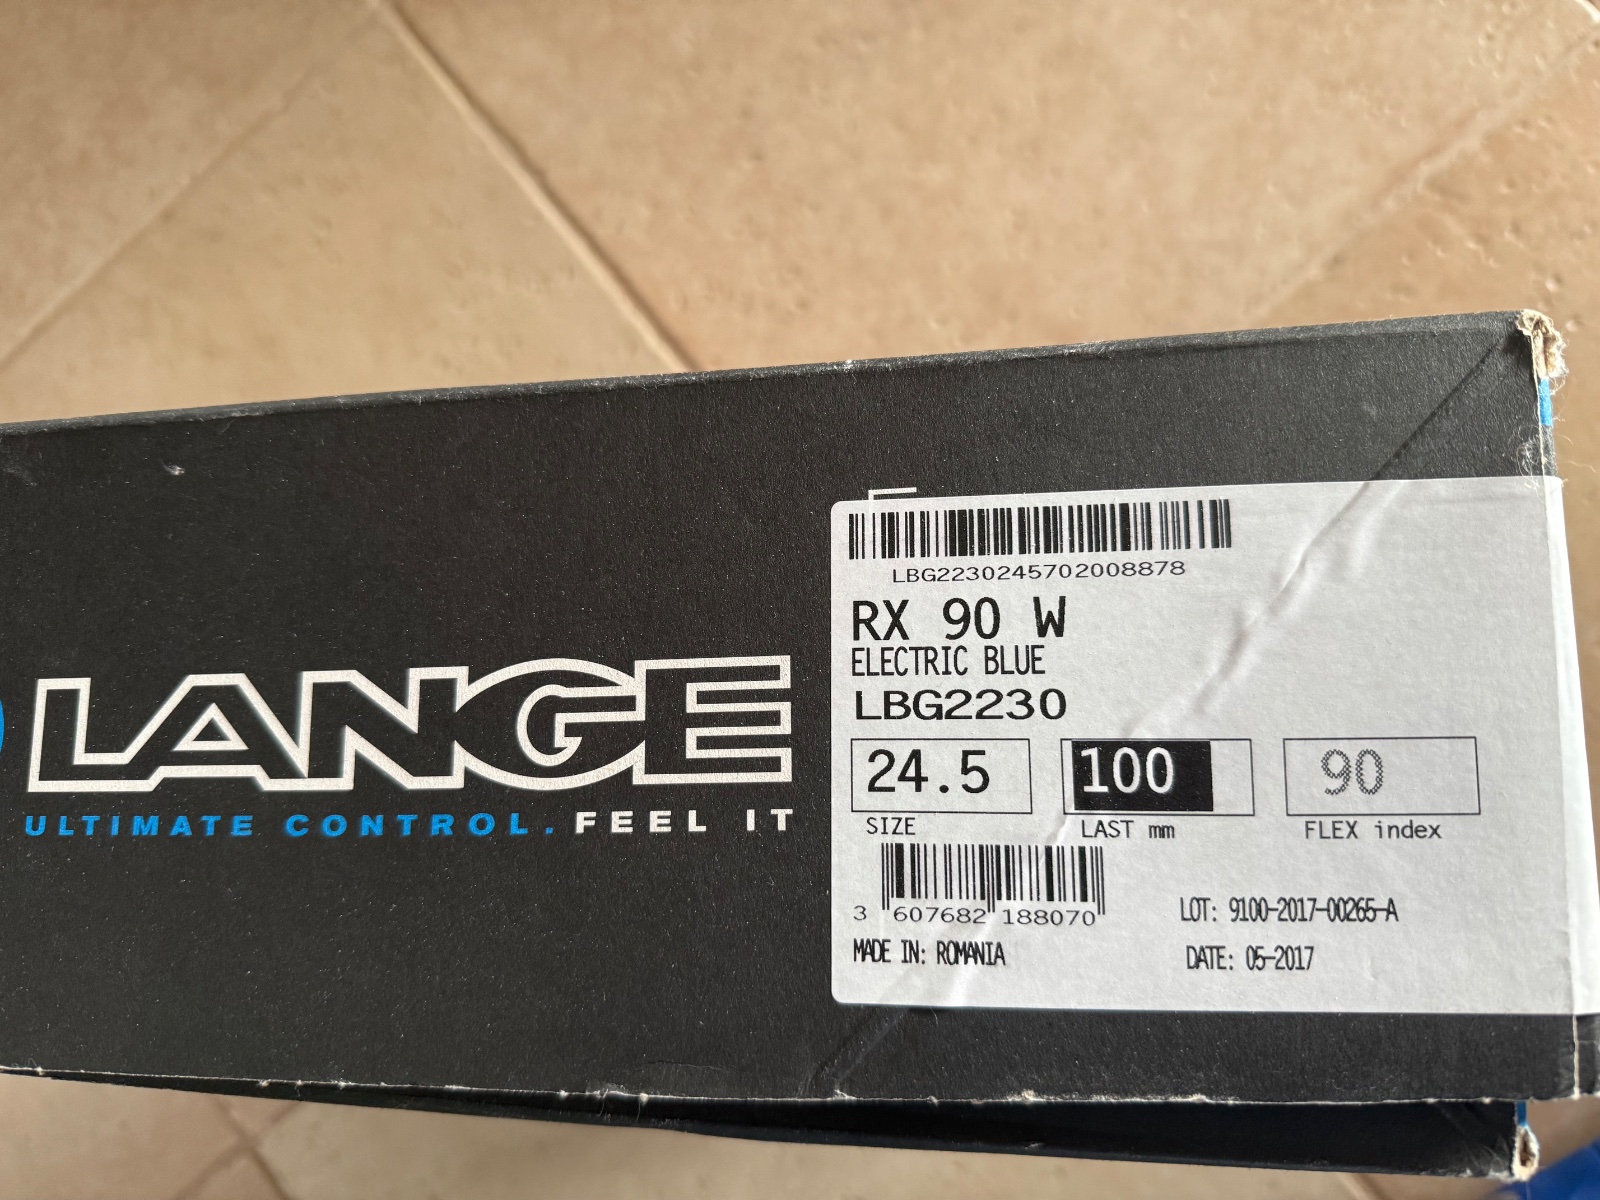 LANGE
ULTIMATE CONTROL. FEEL IT
LBG2230245702008878
RX 90 W
ELECTRIC BLUE
LBG2230
24.5 100 90
SIZE LAST mm FLEX index
3 607682 188070
LOT: 9100-2017-00265-A
MADE IN: ROMANIA
DATE: 05-2017